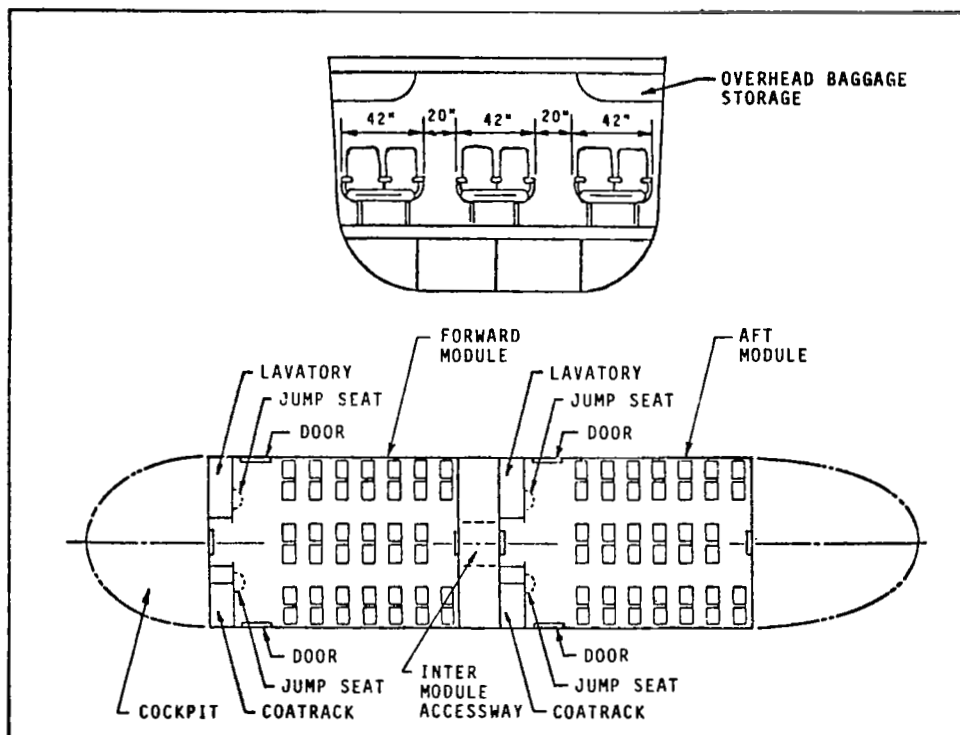 OVERHEAD BAGGAGE
STORAGE
42" 20" 42" 20" 42"
FORWARD
MODULE
AFT
MODULE
LAVATORY
LAVATORY
JUMP SEAT
JUMP SEAT
DOOR
DOOR
DOOR
DOOR
JUMP SEAT
INTER
MODULE
ACCESSWAY
JUMP SEAT
COCKPIT
COATRACK
COATRACK